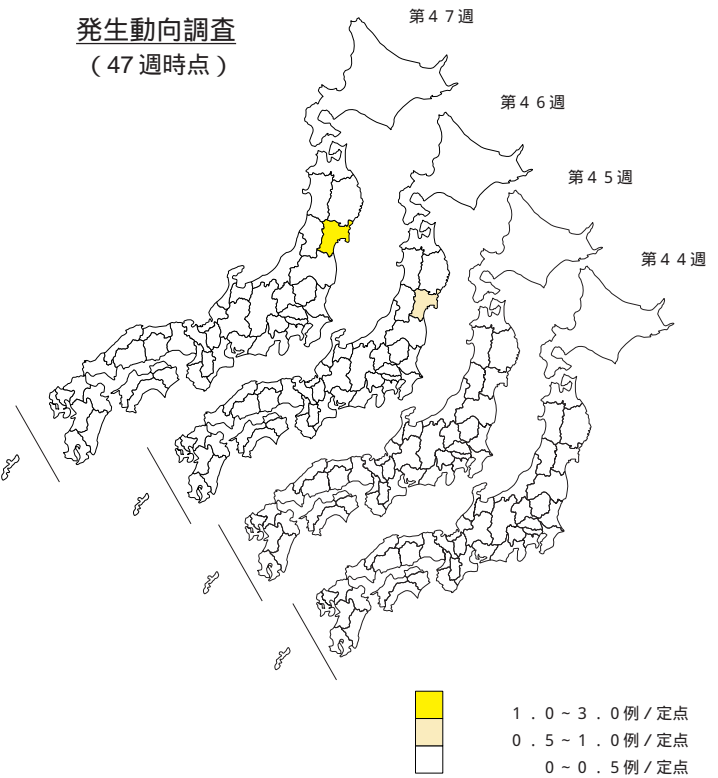 発生動向調査
（47週時点）
第４７週
第４６週
第４５週
第４４週
１．０～３．０例／定点
０．５～１．０例／定点
０～０．５例／定点